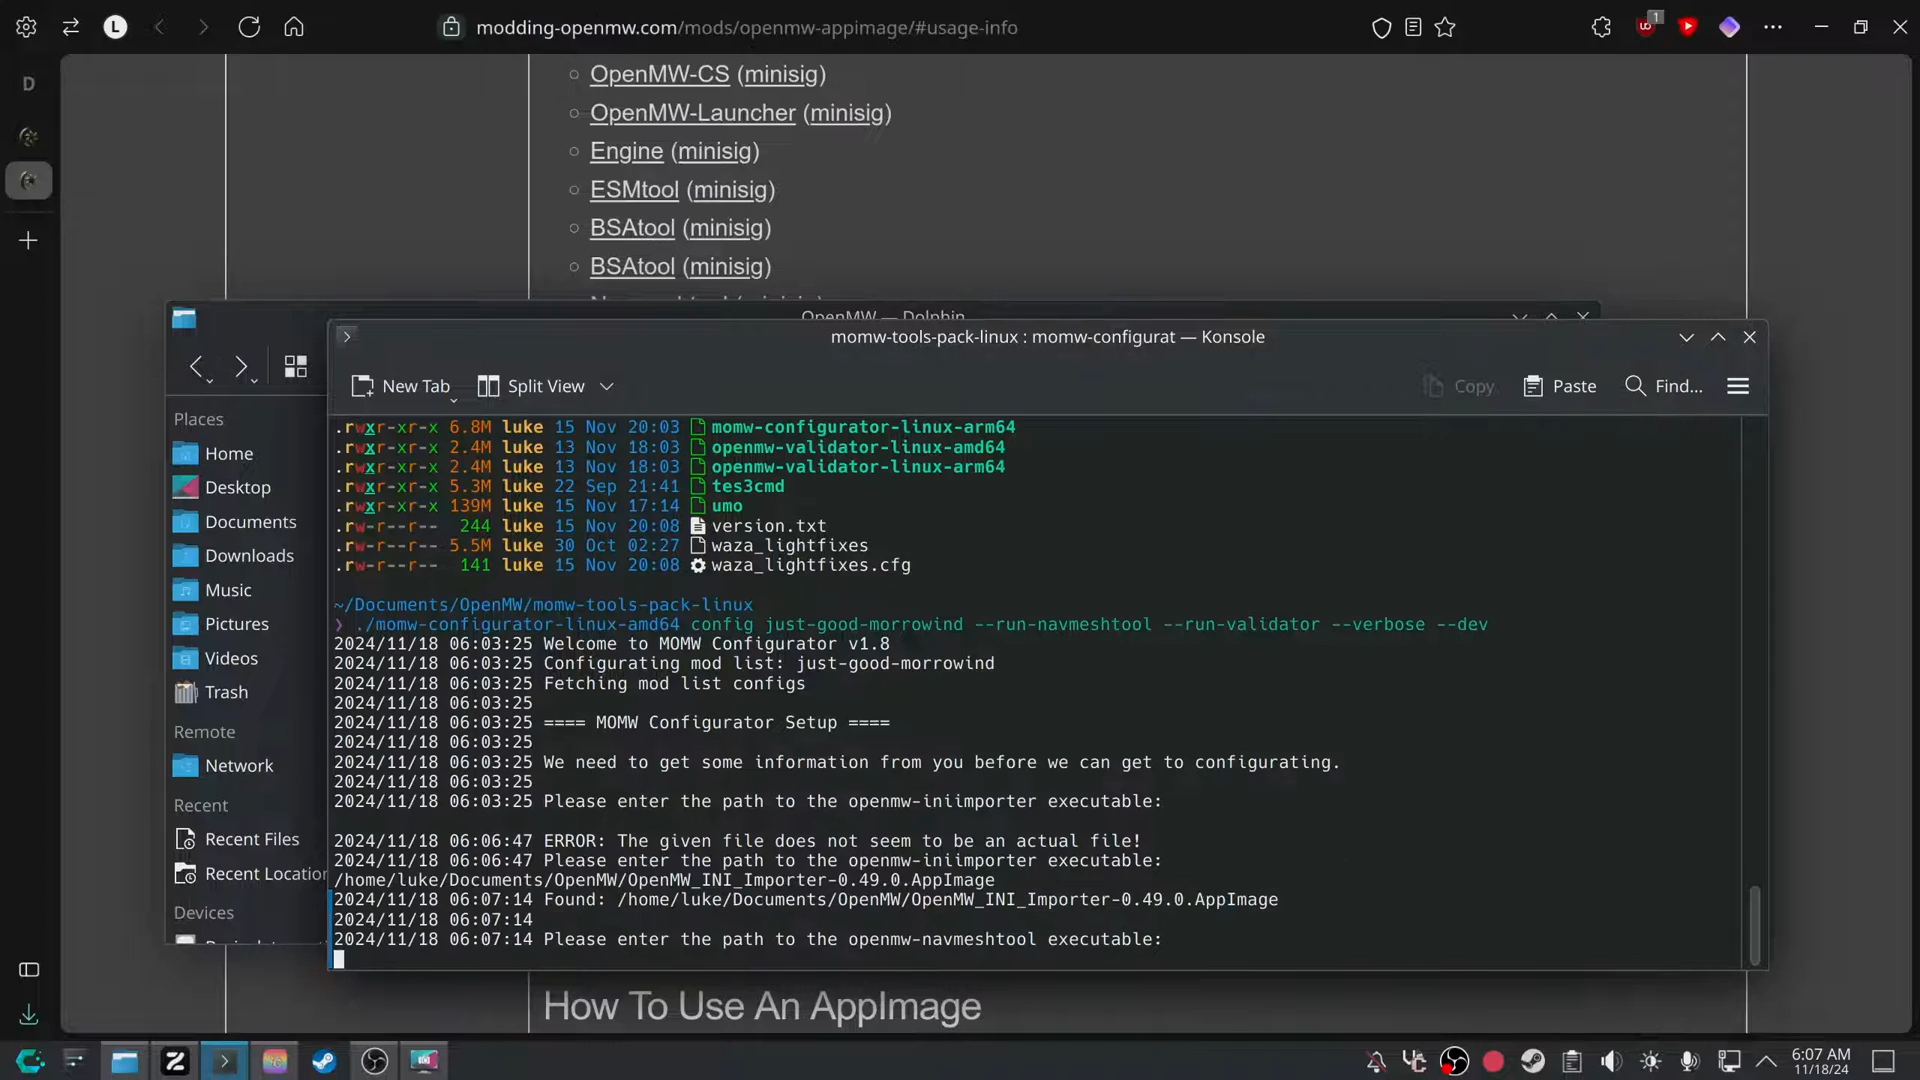 L
modding-openmw.com/mods/openmw-appimage/#usage-info
1
D
OpenMW-CS (minisig)
OpenMW-Launcher (minisig)
Engine (minisig)
ESMtool (minisig)
BSAtool (minisig)
BSAtool (minisig)
OpenMW — Dolphin
momw-tools-pack-linux : momw-configurat — Konsole
New Tab
Split View
Copy
Paste
Find...
Places
Home
Desktop
Documents
Downloads
Music
Pictures
Videos
Trash
Remote
Network
Recent
Recent Files
Recent Location
Devices
.rwxr-xr-x 6.8M luke 15 Nov 20:03 momw-configurator-linux-arm64
.rwxr-xr-x 2.4M luke 13 Nov 18:03 openmw-validator-linux-amd64
.rwxr-xr-x 2.4M luke 13 Nov 18:03 openmw-validator-linux-arm64
.rwxr-xr-x 5.3M luke 22 Sep 21:41 tes3cmd
.rwxr-xr-x 139M luke 15 Nov 17:14 umo
.rw-r--r-- 244 luke 15 Nov 20:08 version.txt
.rw-r--r-- 5.5M luke 30 Oct 02:27 waza_lightfixes
.rw-r--r-- 141 luke 15 Nov 20:08 waza_lightfixes.cfg
~/Documents/OpenMW/momw-tools-pack-linux
❯ ./momw-configurator-linux-amd64 config just-good-morrowind --run-navmeshtool --run-validator --verbose --dev
2024/11/18 06:03:25 Welcome to MOMW Configurator v1.8
2024/11/18 06:03:25 Configurating mod list: just-good-morrowind
2024/11/18 06:03:25 Fetching mod list configs
2024/11/18 06:03:25
2024/11/18 06:03:25 ==== MOMW Configurator Setup ====
2024/11/18 06:03:25
2024/11/18 06:03:25 We need to get some information from you before we can get to configurating.
2024/11/18 06:03:25
2024/11/18 06:03:25 Please enter the path to the openmw-iniimporter executable:
2024/11/18 06:06:47 ERROR: The given file does not seem to be an actual file!
2024/11/18 06:06:47 Please enter the path to the openmw-iniimporter executable:
/home/luke/Documents/OpenMW/OpenMW_INI_Importer-0.49.0.AppImage
2024/11/18 06:07:14 Found: /home/luke/Documents/OpenMW/OpenMW_INI_Importer-0.49.0.AppImage
2024/11/18 06:07:14
2024/11/18 06:07:14 Please enter the path to the openmw-navmeshtool executable:
How To Use An AppImage
6:07 AM
11/18/24